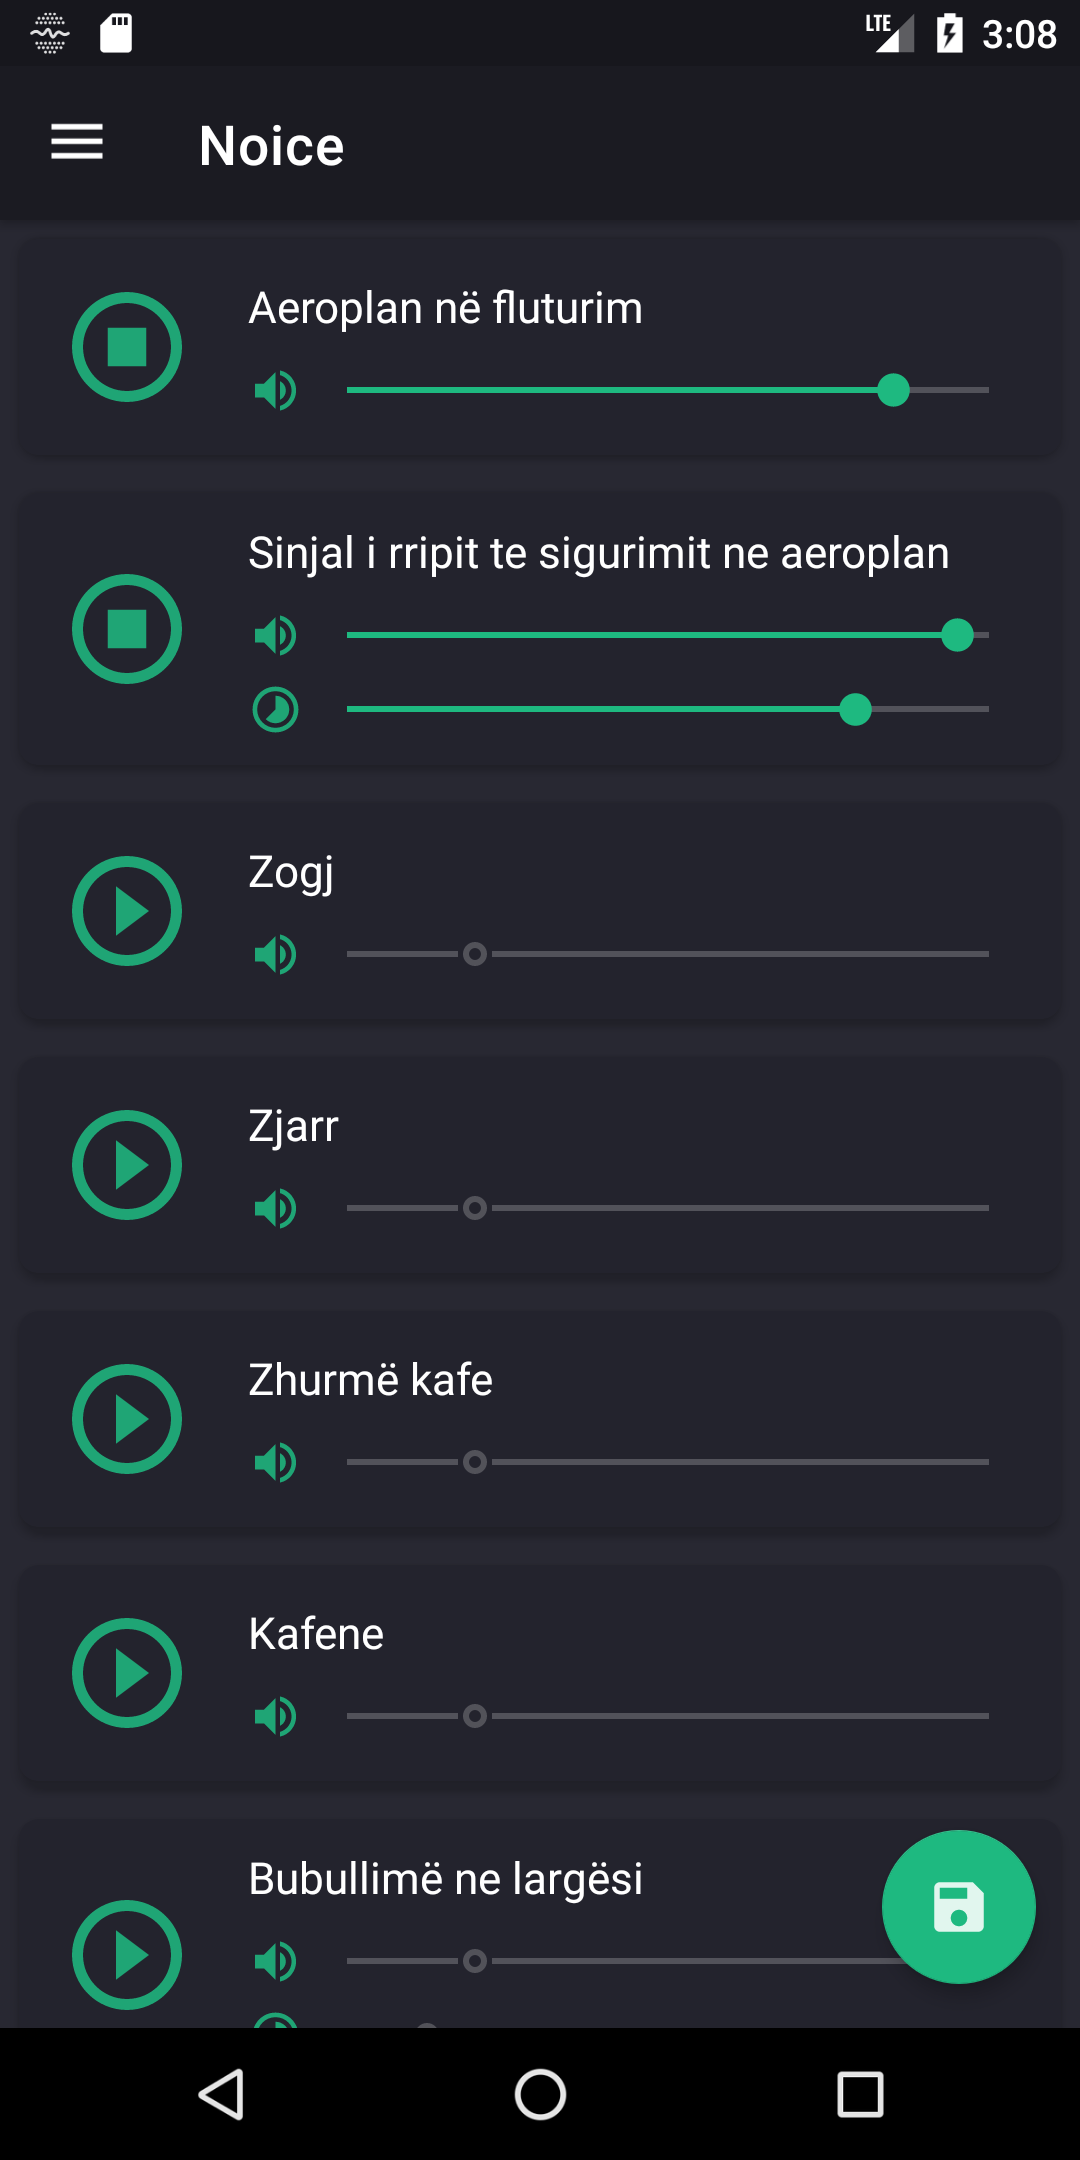 LTE 3:08
Noice
Aeroplan në fluturim
Sinjal i rripit te sigurimit ne aeroplan
Zogj
Zjarr
Zhurmë kafe
Kafene
Bubullimë ne largësi